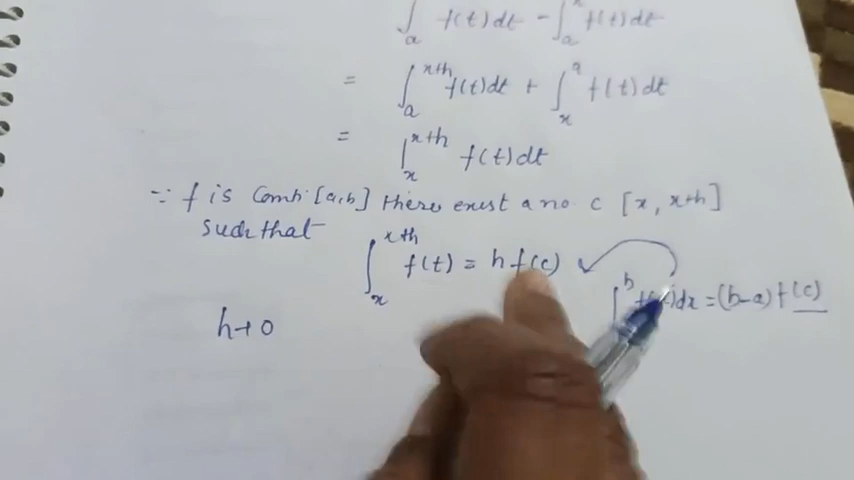 ∫_a f(t)dt - ∫_a^x f(t)dt
= ∫_a^{x+h} f(t)dt + ∫_x^a f(t)dt
= ∫_x^{x+h} f(t)dt
∵ f is conti [a,b] there exist a no. c [x, x+h]
such that
∫_x^{x+h} f(t) = h f(c)
∫^b f( )dx = (b-a) f(c)
h→0